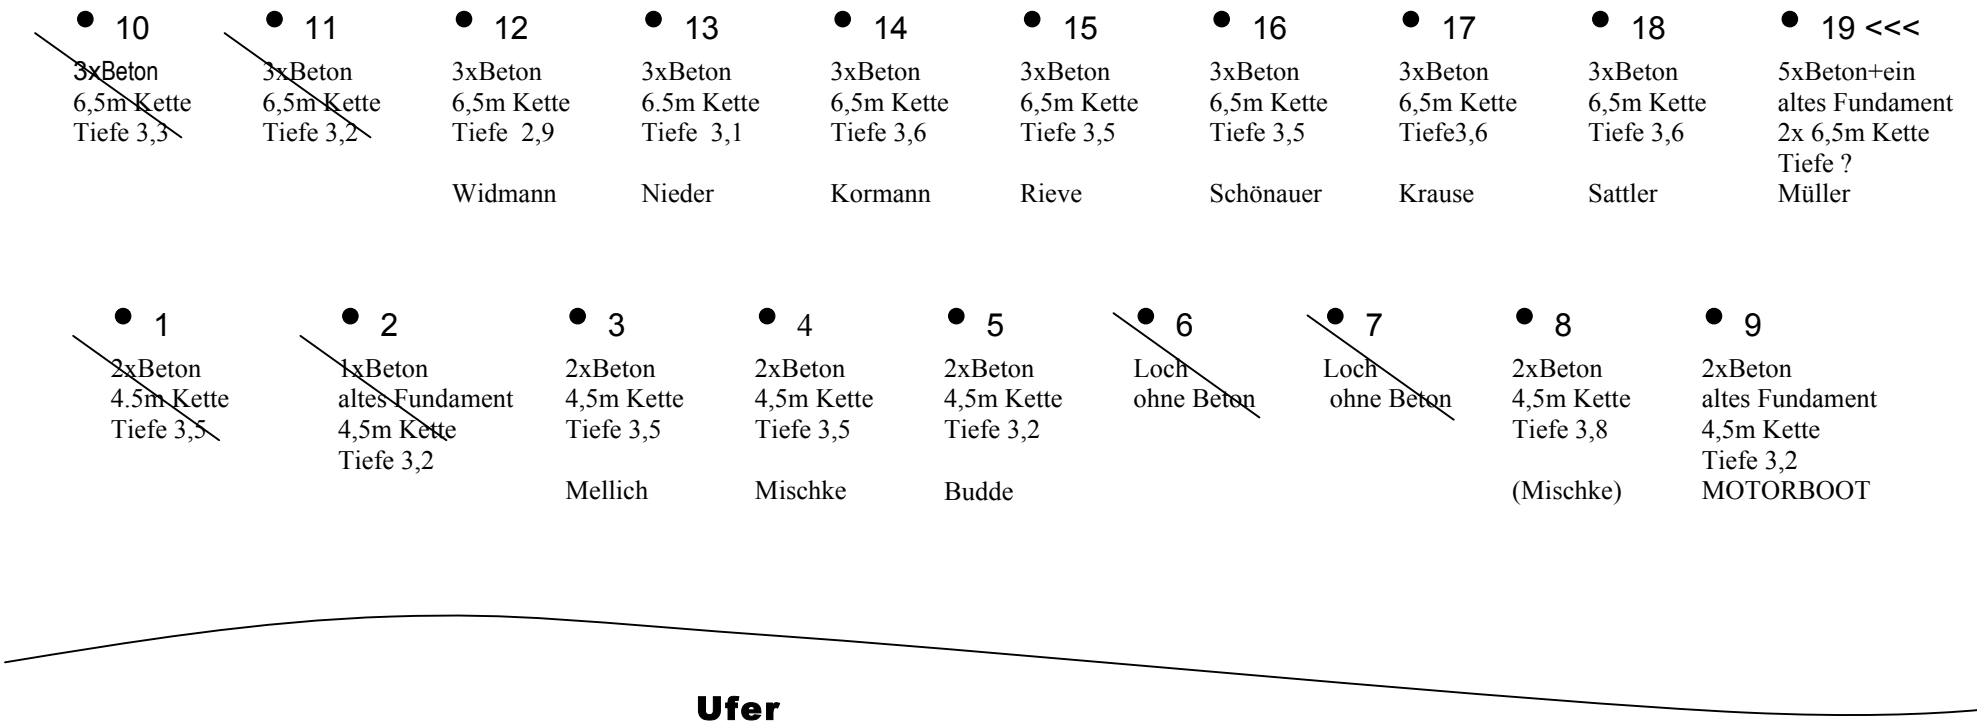 10 11 12 13 14 15 16 17 18 19 <<<
3xBeton 3xBeton 3xBeton 3xBeton 3xBeton 3xBeton 3xBeton 3xBeton 3xBeton 5xBeton+ein
6,5m Kette 6,5m Kette 6,5m Kette 6.5m Kette 6,5m Kette 6,5m Kette 6,5m Kette 6,5m Kette 6,5m Kette altes Fundament
Tiefe 3,3 Tiefe 3,2 Tiefe 2,9 Tiefe 3,1 Tiefe 3,6 Tiefe 3,5 Tiefe 3,5 Tiefe3,6 Tiefe 3,6 2x 6,5m Kette
Tiefe ?
Widmann Nieder Kormann Rieve Schönauer Krause Sattler Müller
1 2 3 4 5 6 7 8 9
2xBeton 1xBeton 2xBeton 2xBeton 2xBeton Loch Loch 2xBeton 2xBeton
4.5m Kette altes Fundament 4,5m Kette 4,5m Kette 4,5m Kette ohne Beton ohne Beton 4,5m Kette altes Fundament
Tiefe 3,5 4,5m Kette Tiefe 3,5 Tiefe 3,5 Tiefe 3,2 Tiefe 3,8 4,5m Kette
Tiefe 3,2 Tiefe 3,2
Mellich Mischke Budde (Mischke) MOTORBOOT
Ufer